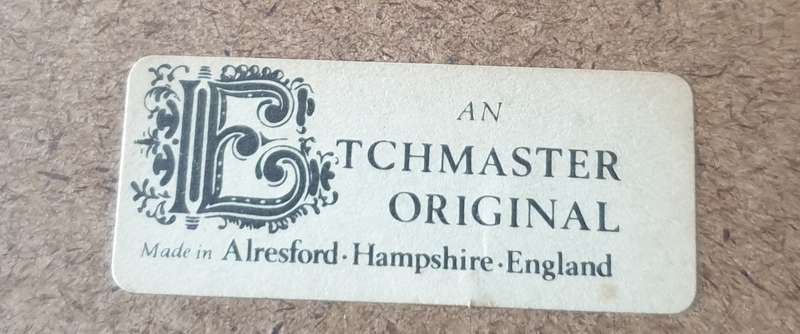 AN
ETCHMASTER
ORIGINAL
Made in Alresford · Hampshire · England